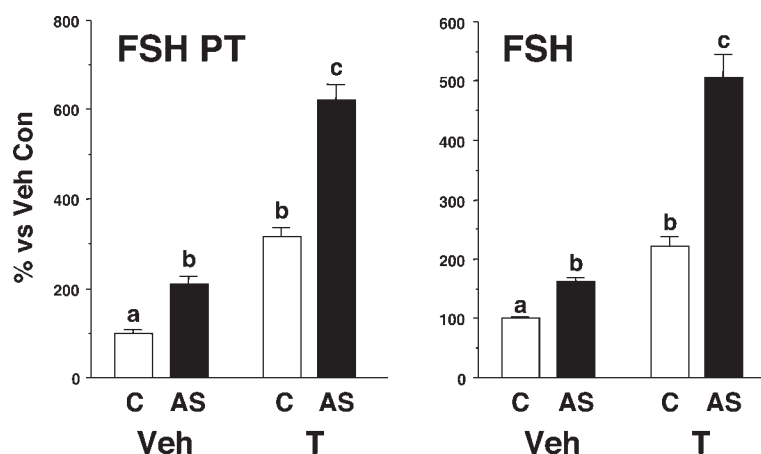 FSH PT
% vs Veh Con
800
600
400
200
0
a
b
b
c
C AS C AS
Veh T
FSH
600
500
400
300
200
100
0
a
b
b
c
C AS C AS
Veh T